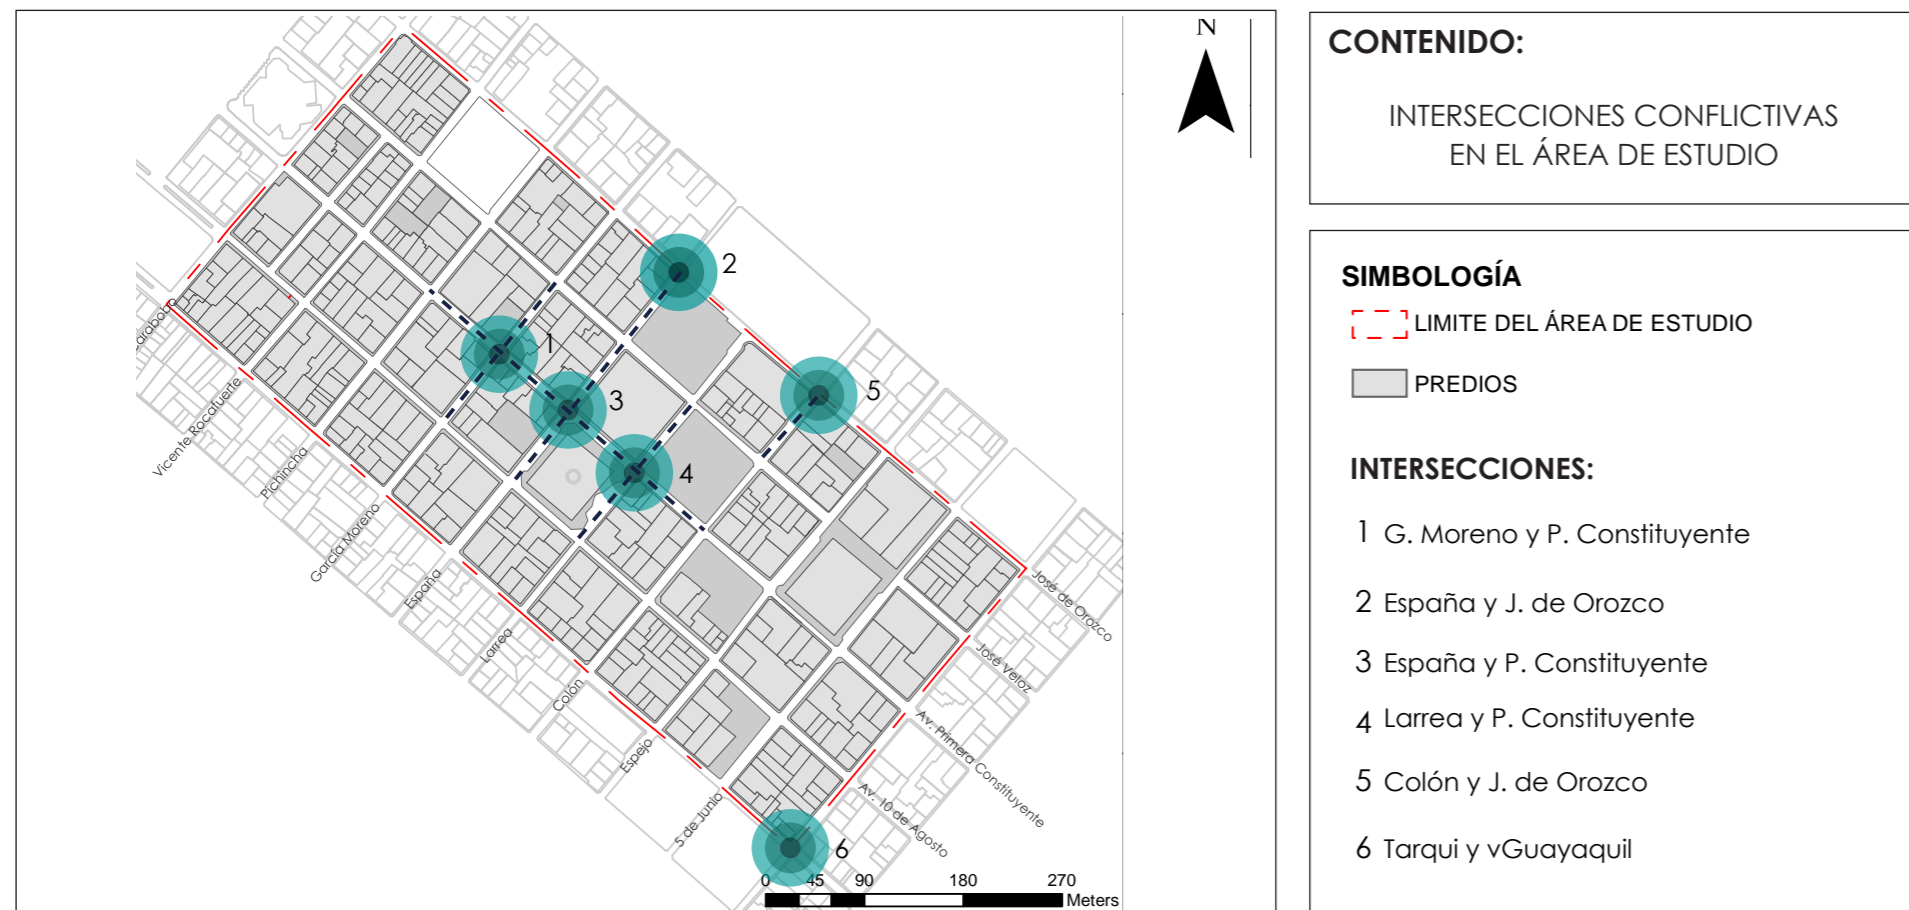 N
2
1
3
5
4
6
arabobo
Vicente Rocafuerte
Pichincha
García Moreno
España
Larrea
Colón
Espejo
5 de Junio
José de Orozco
José Veloz
Av. Primera Constituyente
Av. 10 de Agosto
0 45 90 180 270
Meters
CONTENIDO:
INTERSECCIONES CONFLICTIVAS
EN EL ÁREA DE ESTUDIO
SIMBOLOGÍA
LIMITE DEL ÁREA DE ESTUDIO
PREDIOS
INTERSECCIONES:
1 G. Moreno y P. Constituyente
2 España y J. de Orozco
3 España y P. Constituyente
4 Larrea y P. Constituyente
5 Colón y J. de Orozco
6 Tarqui y vGuayaquil